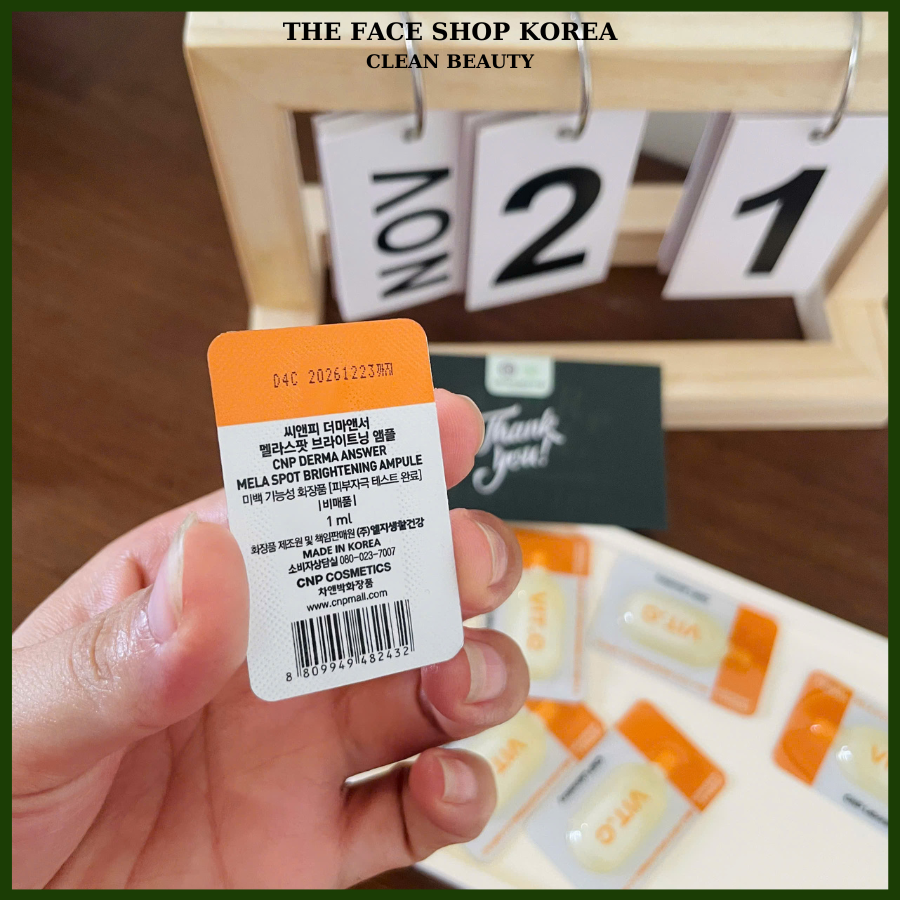 THE FACE SHOP KOREA
CLEAN BEAUTY
NOV
2
1
D4C 20261223까지
씨앤피 더마앤서
멜라스팟 브라이트닝 앰플
CNP DERMA ANSWER
MELA SPOT BRIGHTENING AMPULE
미백 기능성 화장품 [피부자극 테스트 완료]
|비매품|
1 ml
화장품 제조원 및 책임판매원 (주)엘지생활건강
MADE IN KOREA
소비자상담실 080-023-7007
CNP COSMETICS
차앤박화장품
www.cnpmall.com
8 809949 482432
Thank
you!
VIT.C
VIT.C
VIT.C
VIT.C